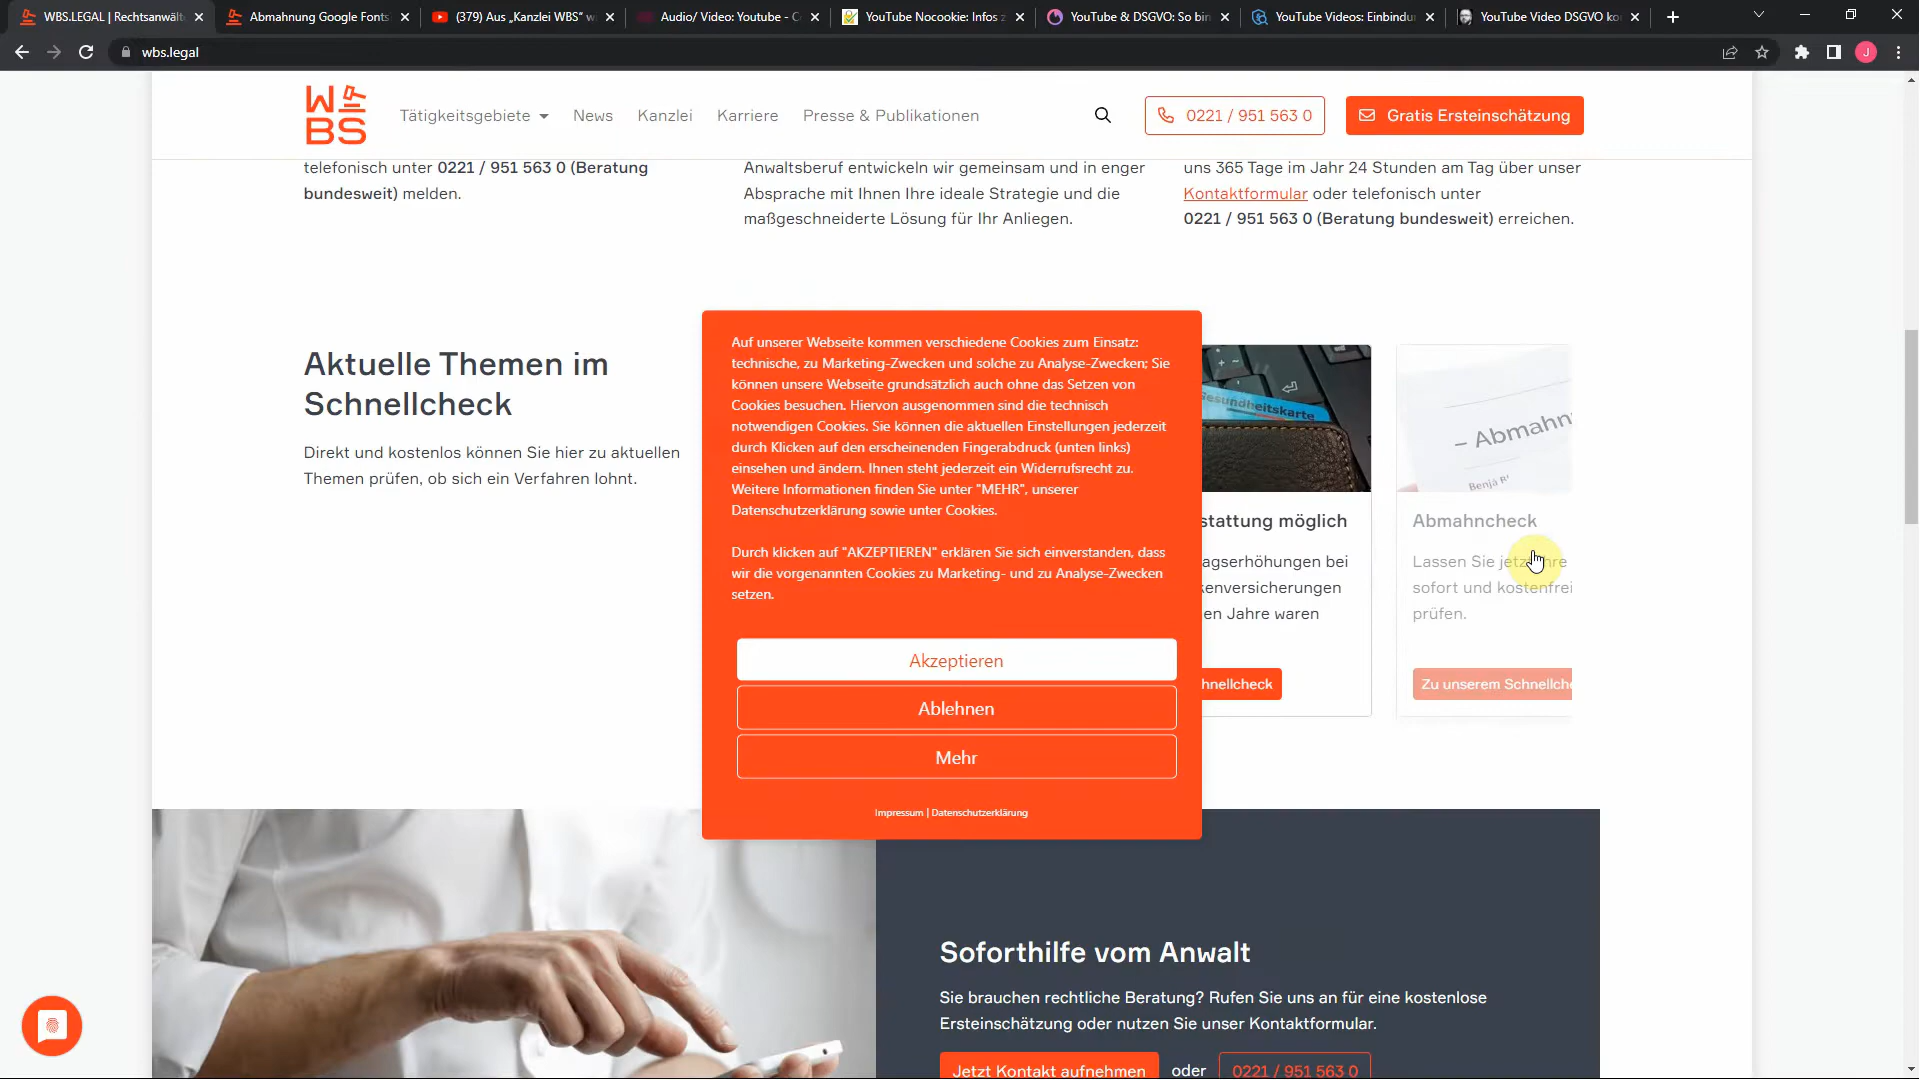 WBS.LEGAL | Rechtsanwält
Abmahnung Google Fonts
(379) Aus „Kanzlei WBS“ w
Audio/ Video: Youtube - C
YouTube Nocookie: Infos z
YouTube & DSGVO: So bin
YouTube Videos: Einbindu
YouTube Video DSGVO ko
wbs.legal
J
W
BS
Tätigkeitsgebiete
News
Kanzlei
Karriere
Presse & Publikationen
0221 / 951 563 0
Gratis Ersteinschätzung
telefonisch unter 0221 / 951 563 0 (Beratung
bundesweit) melden.
Anwaltsberuf entwickeln wir gemeinsam und in enger
Absprache mit Ihnen Ihre ideale Strategie und die
maßgeschneiderte Lösung für Ihr Anliegen.
uns 365 Tage im Jahr 24 Stunden am Tag über unser
Kontaktformular oder telefonisch unter
0221 / 951 563 0 (Beratung bundesweit) erreichen.
Aktuelle Themen im
Schnellcheck
Direkt und kostenlos können Sie hier zu aktuellen
Themen prüfen, ob sich ein Verfahren lohnt.
Auf unserer Webseite kommen verschiedene Cookies zum Einsatz:
technische, zu Marketing-Zwecken und solche zu Analyse-Zwecken; Sie
können unsere Webseite grundsätzlich auch ohne das Setzen von
Cookies besuchen. Hiervon ausgenommen sind die technisch
notwendigen Cookies. Sie können die aktuellen Einstellungen jederzeit
durch Klicken auf den erscheinenden Fingerabdruck (unten links)
einsehen und ändern. Ihnen steht jederzeit ein Widerrufsrecht zu.
Weitere Informationen finden Sie unter "MEHR", unserer
Datenschutzerklärung sowie unter Cookies.
Durch klicken auf "AKZEPTIEREN" erklären Sie sich einverstanden, dass
wir die vorgenannten Cookies zu Marketing- und zu Analyse-Zwecken
setzen.
Akzeptieren
Ablehnen
Mehr
Impressum | Datenschutzerklärung
Gesundheitskarte
stattung möglich
agserhöhungen bei
kenversicherungen
en Jahre waren
hnellcheck
– Abmahn
Abmahncheck
Lassen Sie jetzt Ihre
sofort und kostenfrei
prüfen.
Zu unserem Schnellche
Soforthilfe vom Anwalt
Sie brauchen rechtliche Beratung? Rufen Sie uns an für eine kostenlose
Ersteinschätzung oder nutzen Sie unser Kontaktformular.
Jetzt Kontakt aufnehmen
oder
0221 / 951 563 0